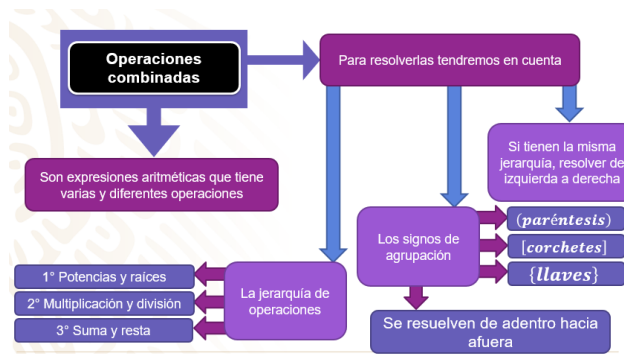 Operaciones
combinadas
Para resolverlas tendremos en cuenta
Son expresiones aritméticas que tiene
varias y diferentes operaciones
Si tienen la misma
jerarquía, resolver de
izquierda a derecha
Los signos de
agrupación
(paréntesis)
[corchetes]
{llaves}
Se resuelven de adentro hacia
afuera
La jerarquía de
operaciones
1° Potencias y raíces
2° Multiplicación y división
3° Suma y resta